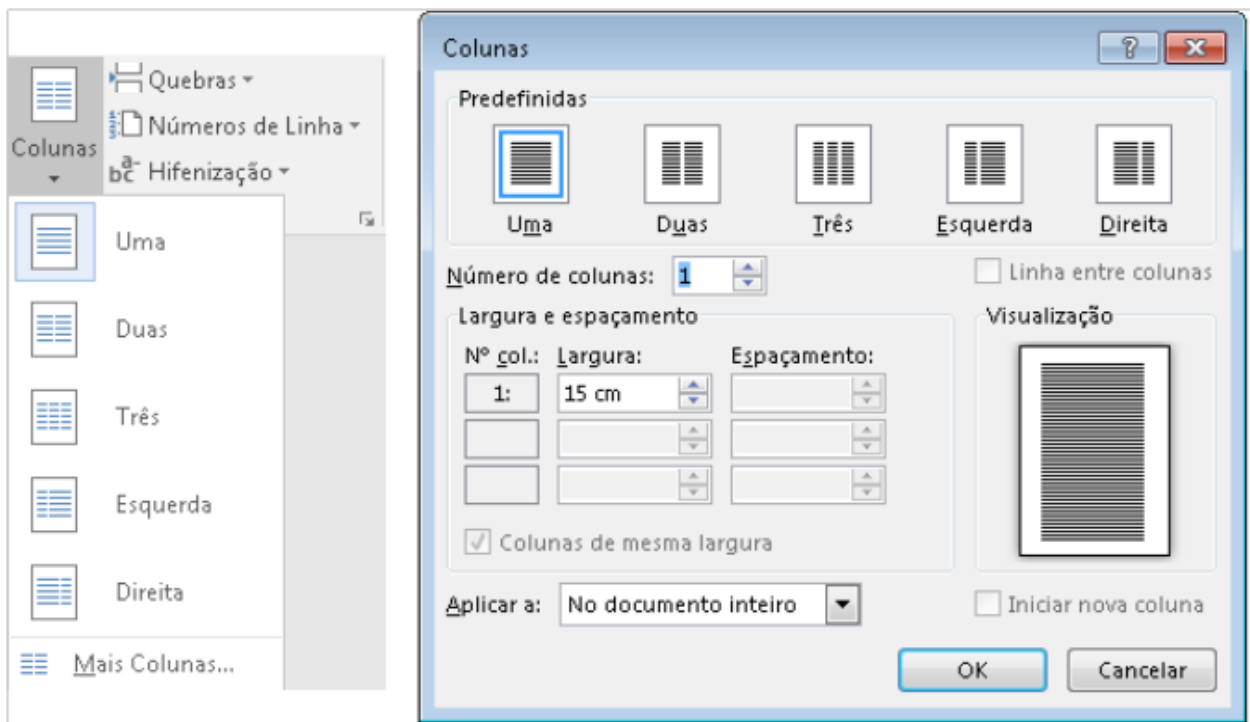 Colunas
Quebras
Números de Linha
Hifenização
Uma
Duas
Três
Esquerda
Direita
Mais Colunas...
Colunas
Predefinidas
Uma Duas Três Esquerda Direita
Número de colunas: 1 Linha entre colunas
Largura e espaçamento Visualização
Nº col.: Largura: Espaçamento:
1: 15 cm
Colunas de mesma largura
Aplicar a: No documento inteiro Iniciar nova coluna
OK Cancelar